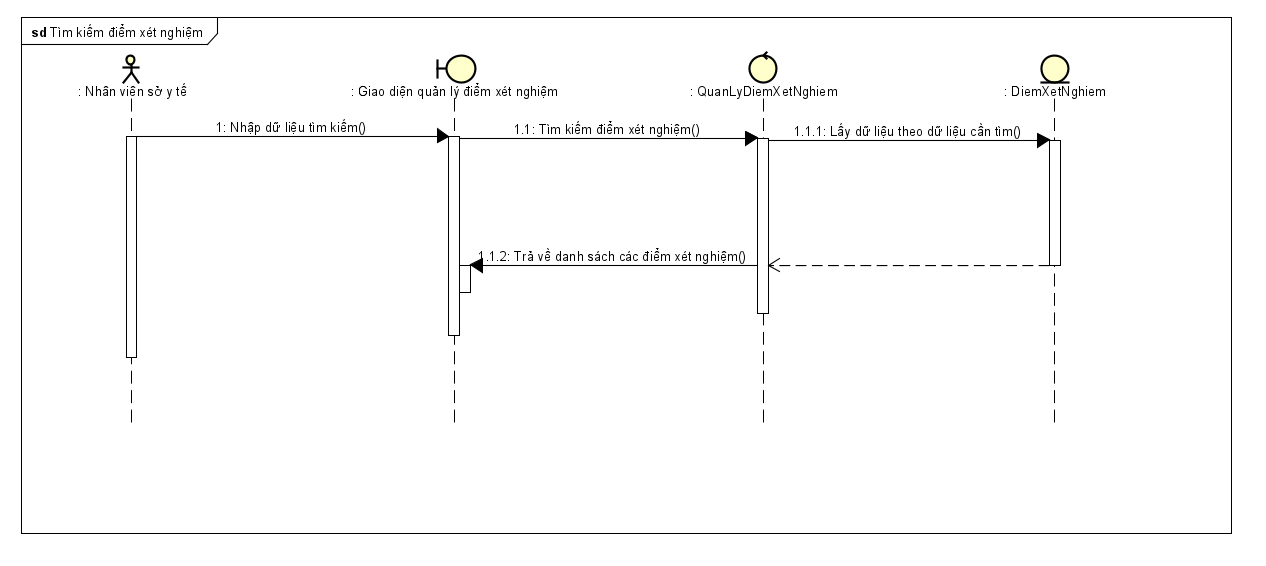 sd Tìm kiếm điểm xét nghiệm
: Nhân viên sở y tế
: Giao diện quản lý điểm xét nghiệm
: QuanLyDiemXetNghiem
: DiemXetNghiem
1: Nhập dữ liệu tìm kiếm()
1.1: Tìm kiếm điểm xét nghiệm()
1.1.1: Lấy dữ liệu theo dữ liệu cần tìm()
1.1.2: Trả về danh sách các điểm xét nghiệm()